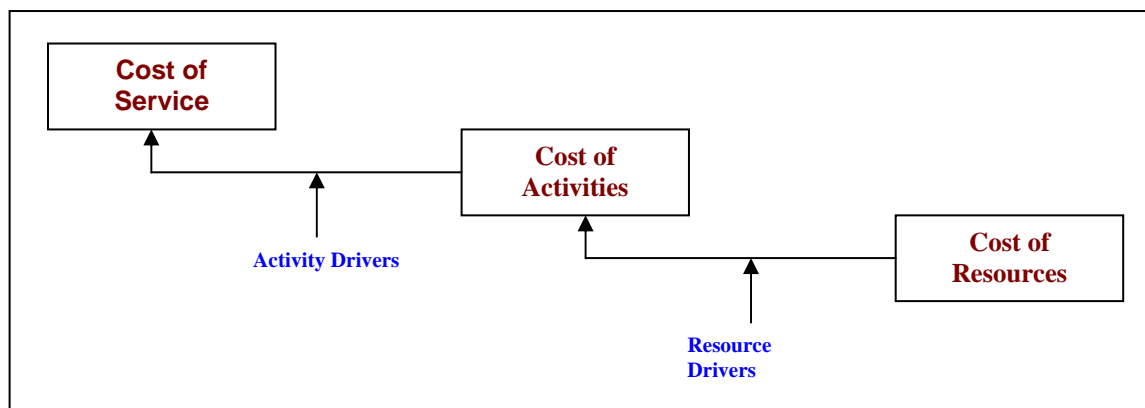 Cost of
Service
Cost of
Activities
Activity Drivers
Cost of
Resources
Resource
Drivers